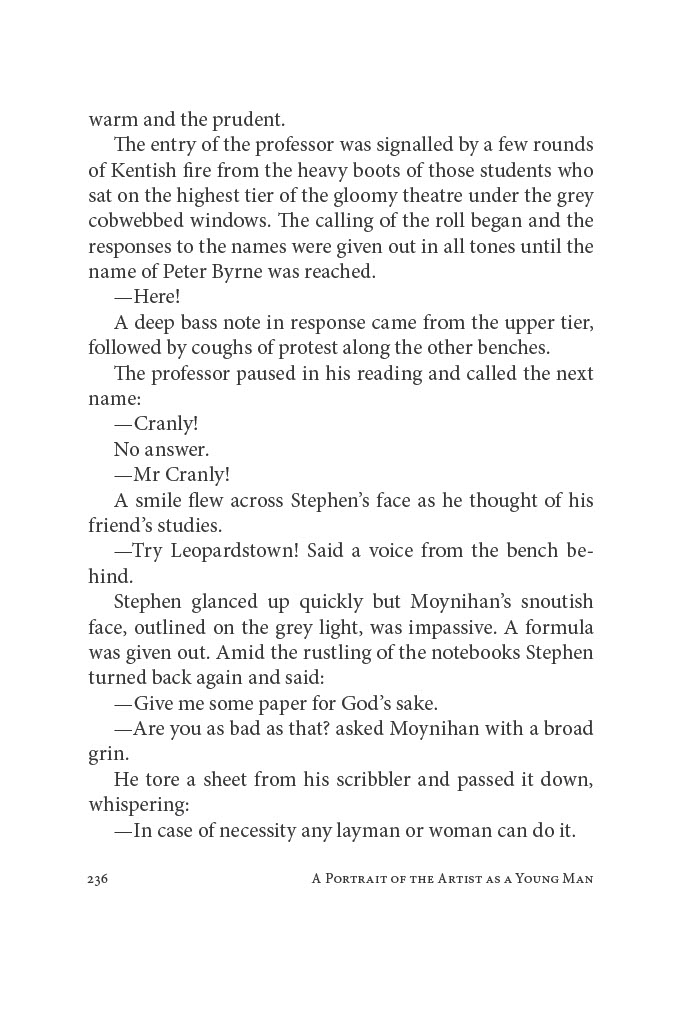 warm and the prudent.
The entry of the professor was signalled by a few rounds
of Kentish fire from the heavy boots of those students who
sat on the highest tier of the gloomy theatre under the grey
cobwebbed windows. The calling of the roll began and the
responses to the names were given out in all tones until the
name of Peter Byrne was reached.
—Here!
A deep bass note in response came from the upper tier,
followed by coughs of protest along the other benches.
The professor paused in his reading and called the next
name:
—Cranly!
No answer.
—Mr Cranly!
A smile flew across Stephen’s face as he thought of his
friend’s studies.
—Try Leopardstown! Said a voice from the bench be-
hind.
Stephen glanced up quickly but Moynihan’s snoutish
face, outlined on the grey light, was impassive. A formula
was given out. Amid the rustling of the notebooks Stephen
turned back again and said:
—Give me some paper for God’s sake.
—Are you as bad as that? asked Moynihan with a broad
grin.
He tore a sheet from his scribbler and passed it down,
whispering:
—In case of necessity any layman or woman can do it.
236 A Portrait of the Artist as a Young Man